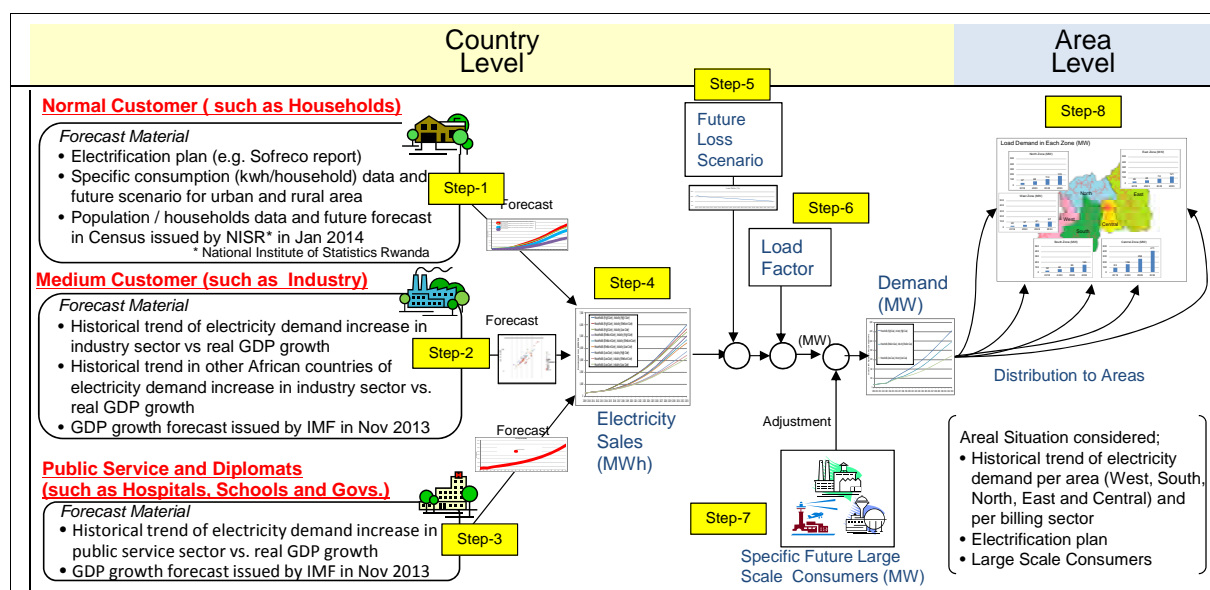 Country
Level
Area
Level
Normal Customer ( such as Households)
Forecast Material
• Electrification plan (e.g. Sofreco report)
• Specific consumption (kwh/household) data and
future scenario for urban and rural area
• Population / households data and future forecast
in Census issued by NISR* in Jan 2014
* National Institute of Statistics Rwanda
Step-1
Forecast
Medium Customer (such as  Industry)
Forecast Material
• Historical trend of electricity demand increase in
industry sector vs real GDP growth
• Historical trend in other African countries of
electricity demand increase in industry sector vs.
real GDP growth
• GDP growth forecast issued by IMF in Nov 2013
Step-2
Forecast
Public Service and Diplomats
(such as Hospitals, Schools and Govs.)
Forecast Material
• Historical trend of electricity demand increase in
public service sector vs. real GDP growth
• GDP growth forecast issued by IMF in Nov 2013
Step-3
Forecast
Step-4
Electricity
Sales
(MWh)
Step-5
Future
Loss
Scenario
Step-6
Load
Factor
(MW)
Adjustment
Step-7
Specific Future Large
Scale  Consumers (MW)
Demand
(MW)
Step-8
Load Demand in Each Zone (MW)
North
East
West
Central
South
Distribution to Areas
Areal Situation considered;
• Historical trend of electricity
demand per area (West, South,
North, East and Central) and
per billing sector
• Electrification plan
• Large Scale Consumers